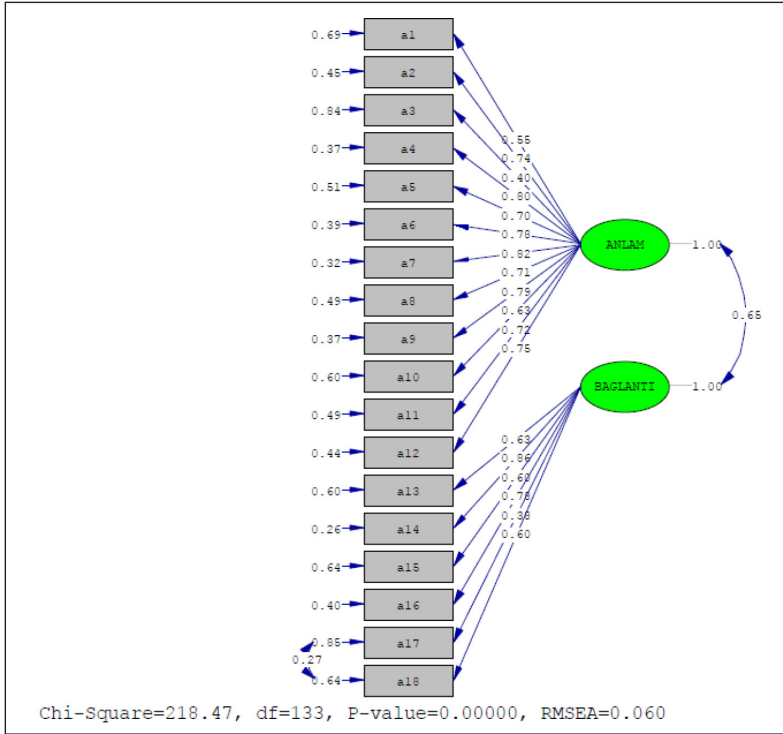 0.69 a1
0.45 a2
0.84 a3
0.37 a4
0.51 a5
0.39 a6
0.32 a7
0.49 a8
0.37 a9
0.60 a10
0.49 a11
0.44 a12
0.60 a13
0.26 a14
0.64 a15
0.40 a16
0.85 a17
0.27
0.64 a18
0.55
0.74
0.40
0.80
0.70
0.78
0.82
0.71
0.79
0.63
0.72
0.75
0.63
0.86
0.60
0.78
0.38
0.60
ANLAM 1.00
0.65
BAGLANTI 1.00
Chi-Square=218.47, df=133, P-value=0.00000, RMSEA=0.060